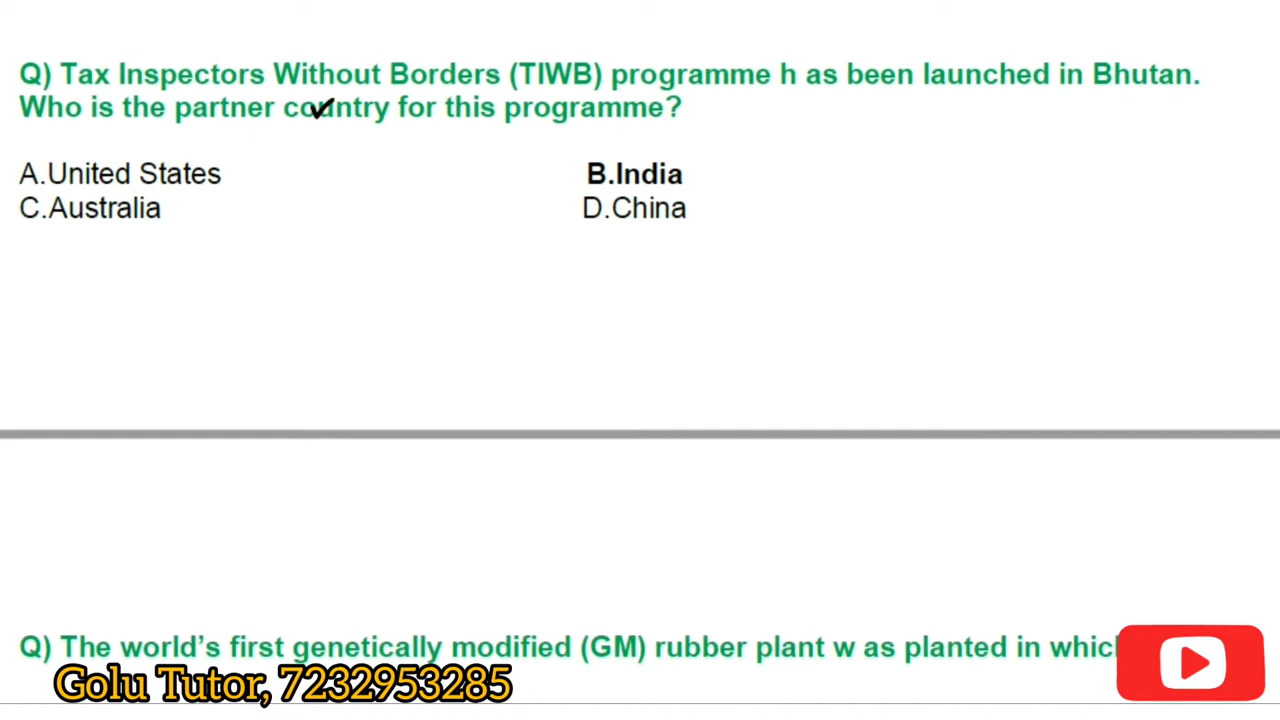 Q) Tax Inspectors Without Borders (TIWB) programme h as been launched in Bhutan.
Who is the partner country for this programme?
A.United States B.India
C.Australia D.China
Q) The world’s first genetically modified (GM) rubber plant w as planted in which
Golu Tutor, 7232953285